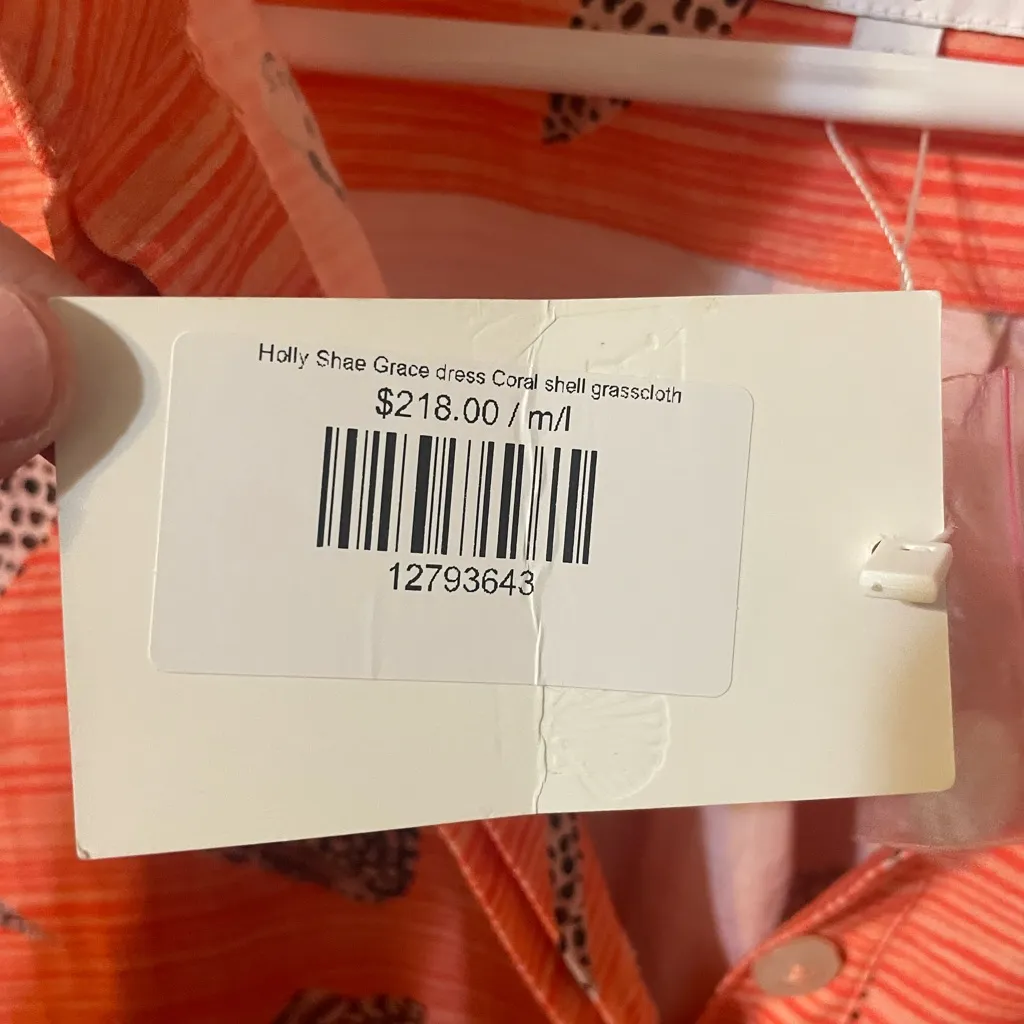 Holly Shae Grace dress Coral shell grasscloth
$218.00 / m/l
12793643